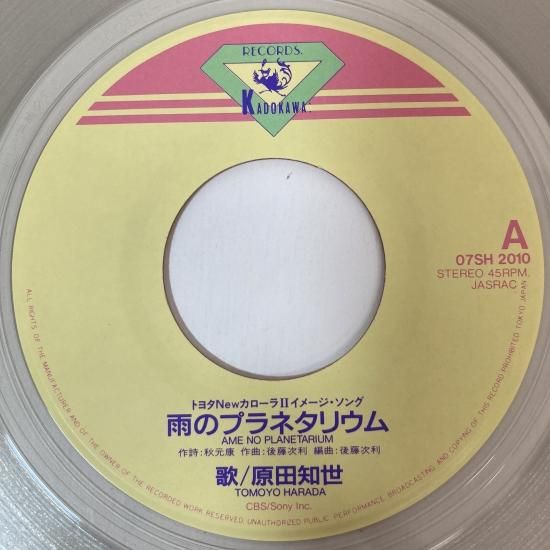 RECORDS.
KADOKAWA.
A
07SH 2010
STEREO 45RPM.
JASRAC
トヨタNewカローラIIイメージ・ソング
雨のプラネタリウム
AME NO PLANETARIUM
作詩:秋元康 作曲:後藤次利 編曲:後藤次利
歌/原田知世
TOMOYO HARADA
CBS/Sony Inc.
ALL RIGHTS OF THE MANUFACTURER AND OF THE OWNER OF THE RECORDED WORK RESERVED. UNAUTHORIZED PUBLIC PERFORMANCE, BROADCASTING AND COPYING OF THIS RECORD PROHIBITED TOKYO JAPAN